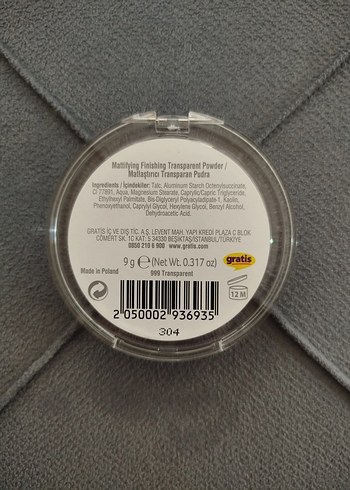 Mattifying Finishing Transparent Powder /
Matlaştırıcı Transparan Pudra
Ingredients / İçindekiler: Talc, Aluminum Starch Octenylsuccinate,
CI 77891, Aqua, Magnesium Stearate, Caprylic/Capric Triglyceride,
Ethylhexyl Palmitate, Bis-Diglyceryl Polyacyladipate-1, Kaolin,
Phenoxyethanol, Caprylyl Glycol, Hexylene Glycol, Benzyl Alcohol,
Dehydroacetic Acid.
GRATİS İÇ VE DIŞ TİC. A.Ş. LEVENT MAH. YAPI KREDİ PLAZA C BLOK
CÖMERT SK. 1C KAT: 5 34330 BEŞİKTAŞ/İSTANBUL/TÜRKİYE
0850 210 6 900 www.gratis.com
9 g e (Net Wt. 0.317 oz)
gratis
Made in Poland
999 Transparent
12 M
2 050002 936935
304